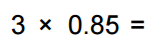 3 × 0.85 =